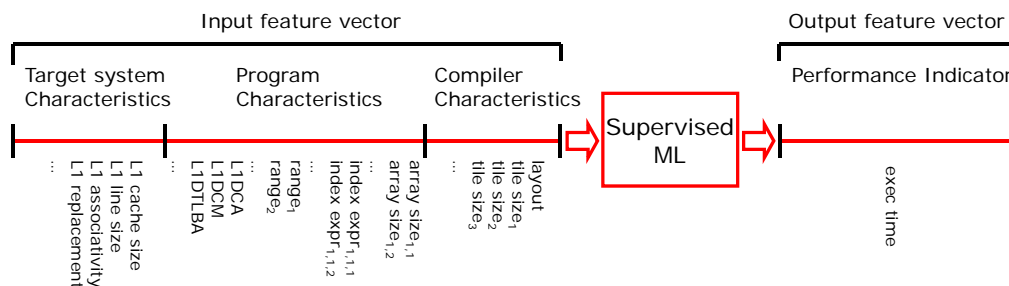 Input feature vector
Output feature vector
Target system
Characteristics
Program
Characteristics
Compiler
Characteristics
Performance Indicator
Supervised
ML
...
L1 replacement
L1 associativity
L1 line size
L1 cache size
...
L1DTLBA
L1DCM
L1DCA
...
range₂
range₁
...
index expr₁,₁,₂
index expr₁,₁,₁
...
array size₁,₂
array size₁,₁
...
tile size₃
tile size₂
tile size₁
layout
exec time